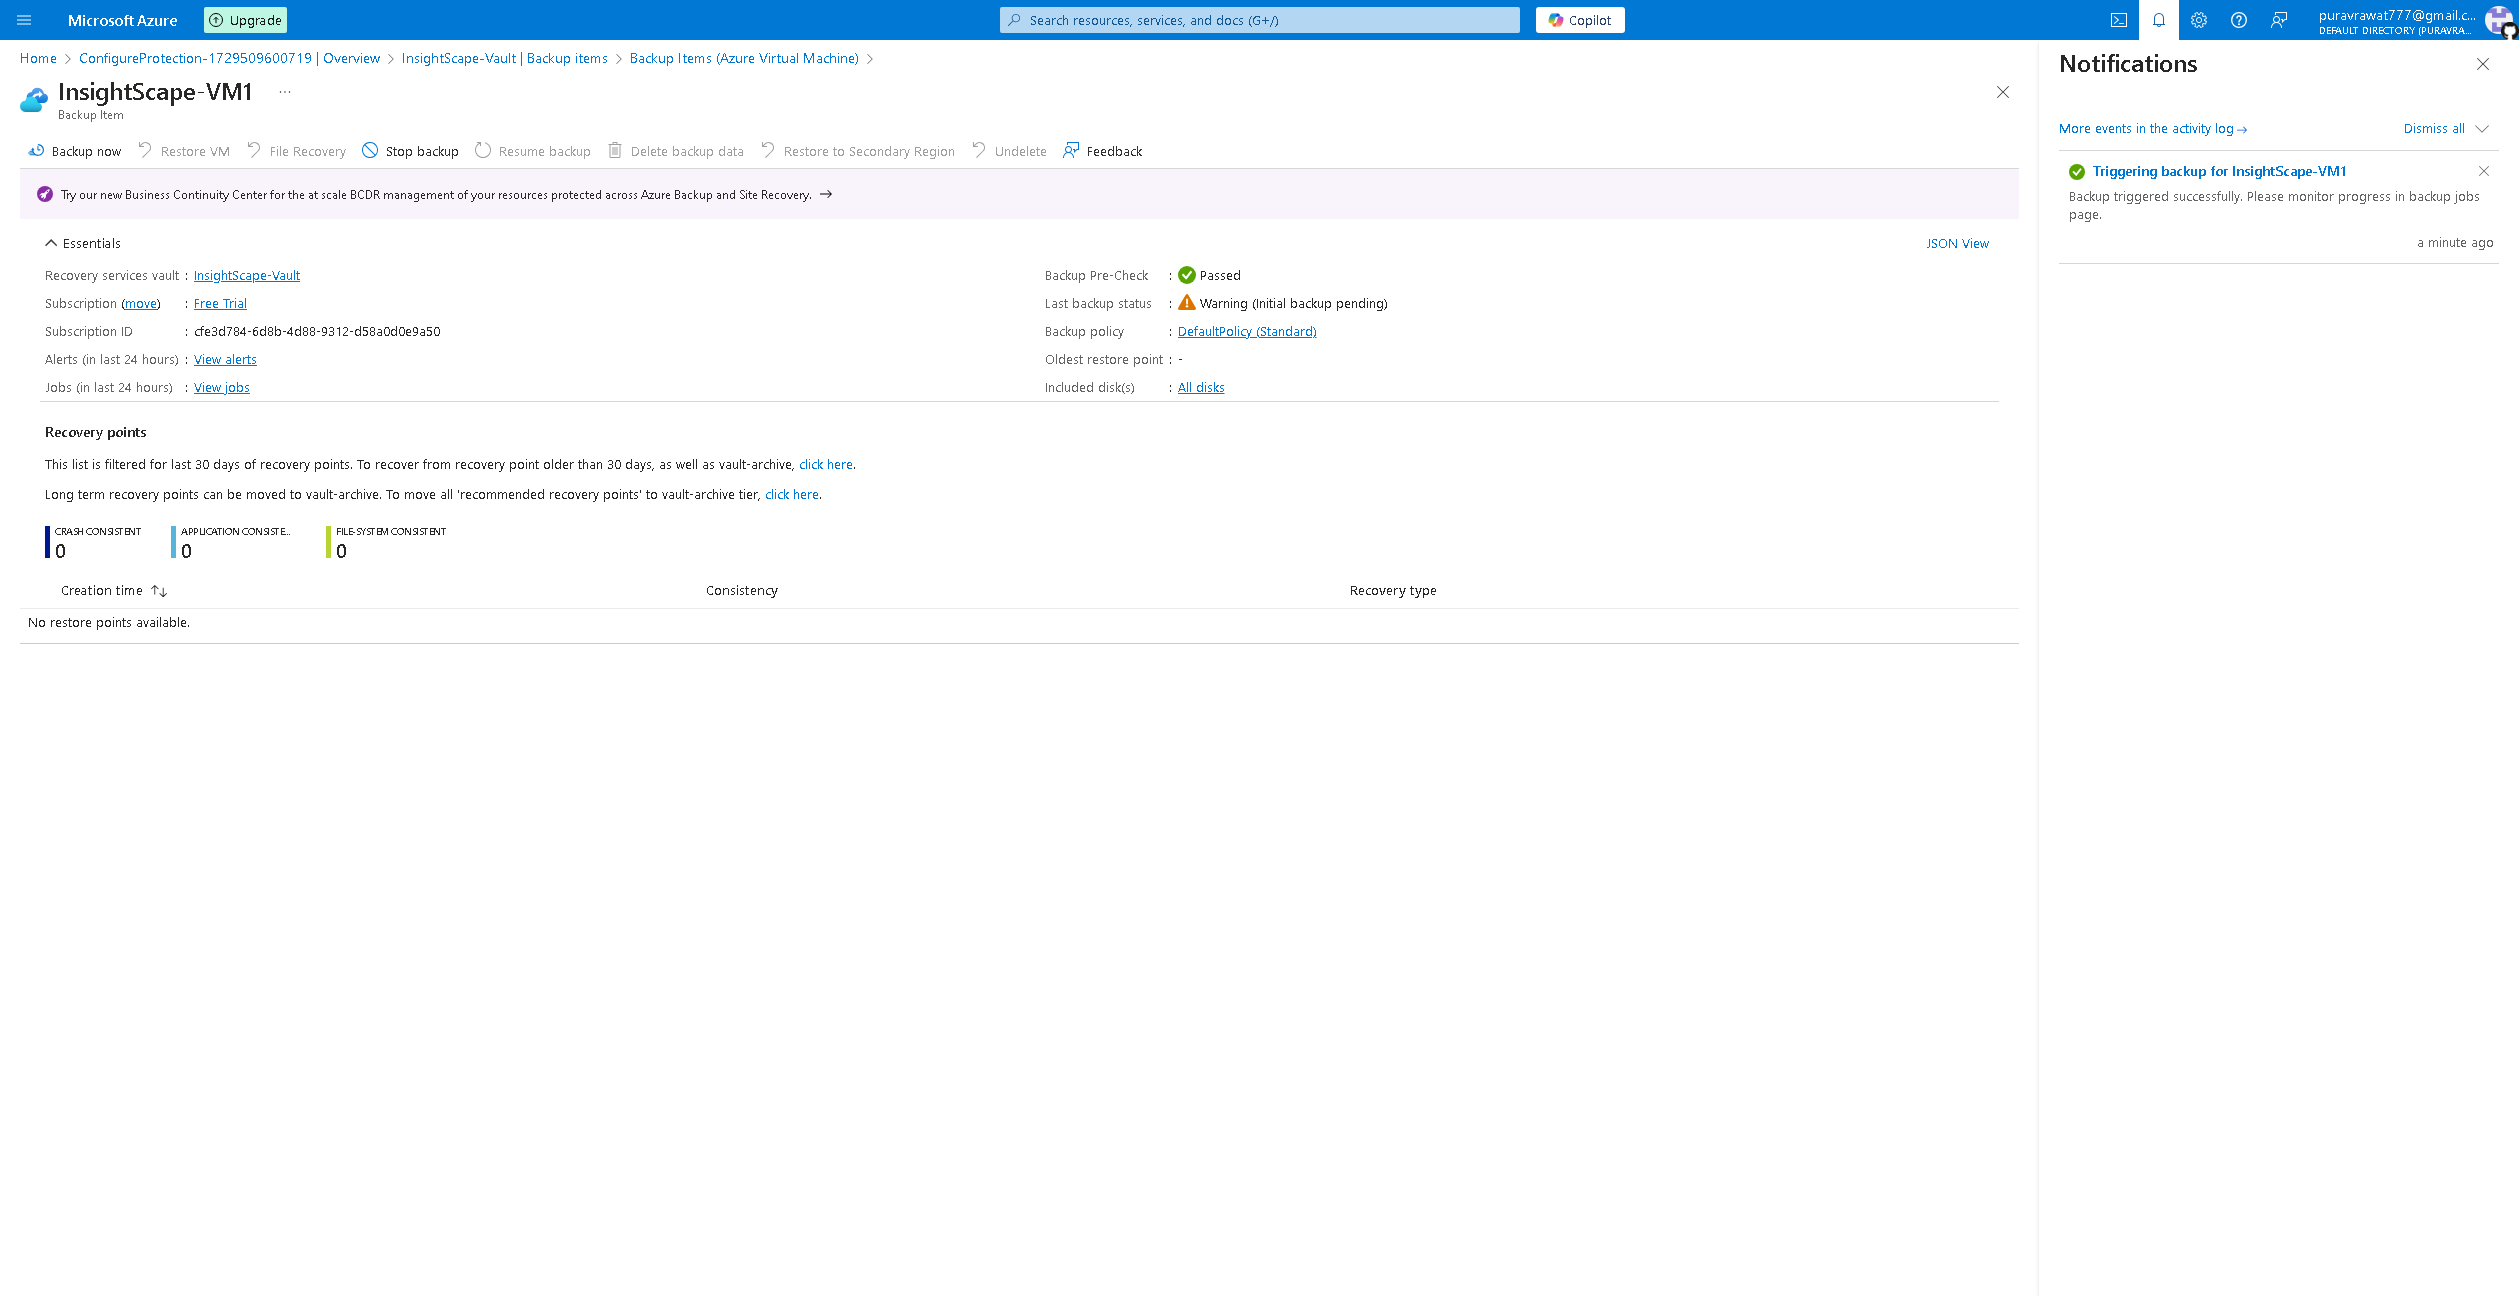 Microsoft Azure
Upgrade
Search resources, services, and docs (G+/)
Copilot
puravrawat777@gmail.c...
DEFAULT DIRECTORY (PURAVRA...
Home > ConfigureProtection-1729509600719 | Overview > InsightScape-Vault | Backup items > Backup Items (Azure Virtual Machine) >
InsightScape-VM1 ...
Backup Item
Backup now Restore VM File Recovery Stop backup Resume backup Delete backup data Restore to Secondary Region Undelete Feedback
Try our new Business Continuity Center for the at scale BCDR management of your resources protected across Azure Backup and Site Recovery. →
Essentials
JSON View
Recovery services vault : InsightScape-Vault
Subscription (move) : Free Trial
Subscription ID : cfe3d784-6d8b-4d88-9312-d58a0d0e9a50
Alerts (in last 24 hours) : View alerts
Jobs (in last 24 hours) : View jobs
Backup Pre-Check : Passed
Last backup status : Warning (Initial backup pending)
Backup policy : DefaultPolicy (Standard)
Oldest restore point : -
Included disk(s) : All disks
Recovery points
This list is filtered for last 30 days of recovery points. To recover from recovery point older than 30 days, as well as vault-archive, click here.
Long term recovery points can be moved to vault-archive. To move all 'recommended recovery points' to vault-archive tier, click here.
CRASH CONSISTENT
0
APPLICATION CONSISTE...
0
FILE-SYSTEM CONSISTENT
0
Creation time ↑↓ Consistency Recovery type
No restore points available.
Notifications
More events in the activity log →
Dismiss all
Triggering backup for InsightScape-VM1
Backup triggered successfully. Please monitor progress in backup jobs
page.
a minute ago